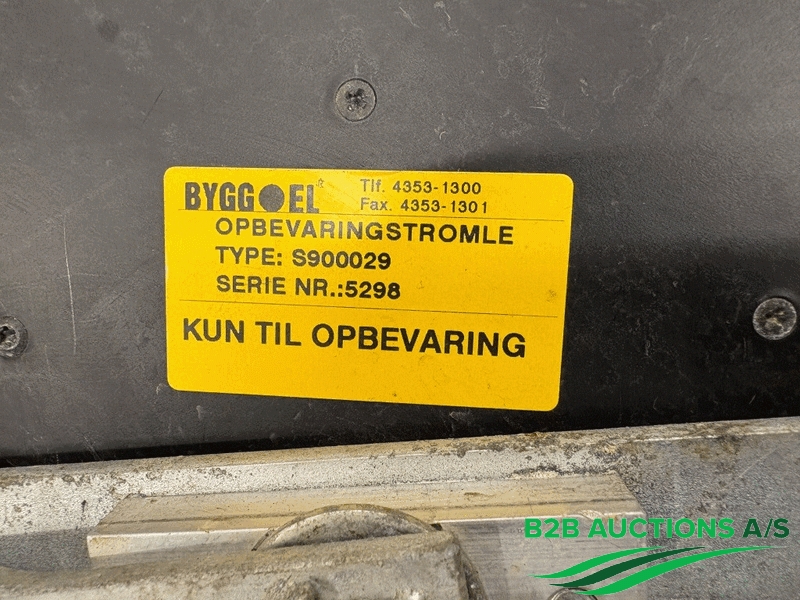 BYGGOEL Tlf. 4353-1300
Fax. 4353-1301
OPBEVARINGSTROMLE
TYPE: S900029
SERIE NR.:5298
KUN TIL OPBEVARING
B2B AUCTIONS A/S